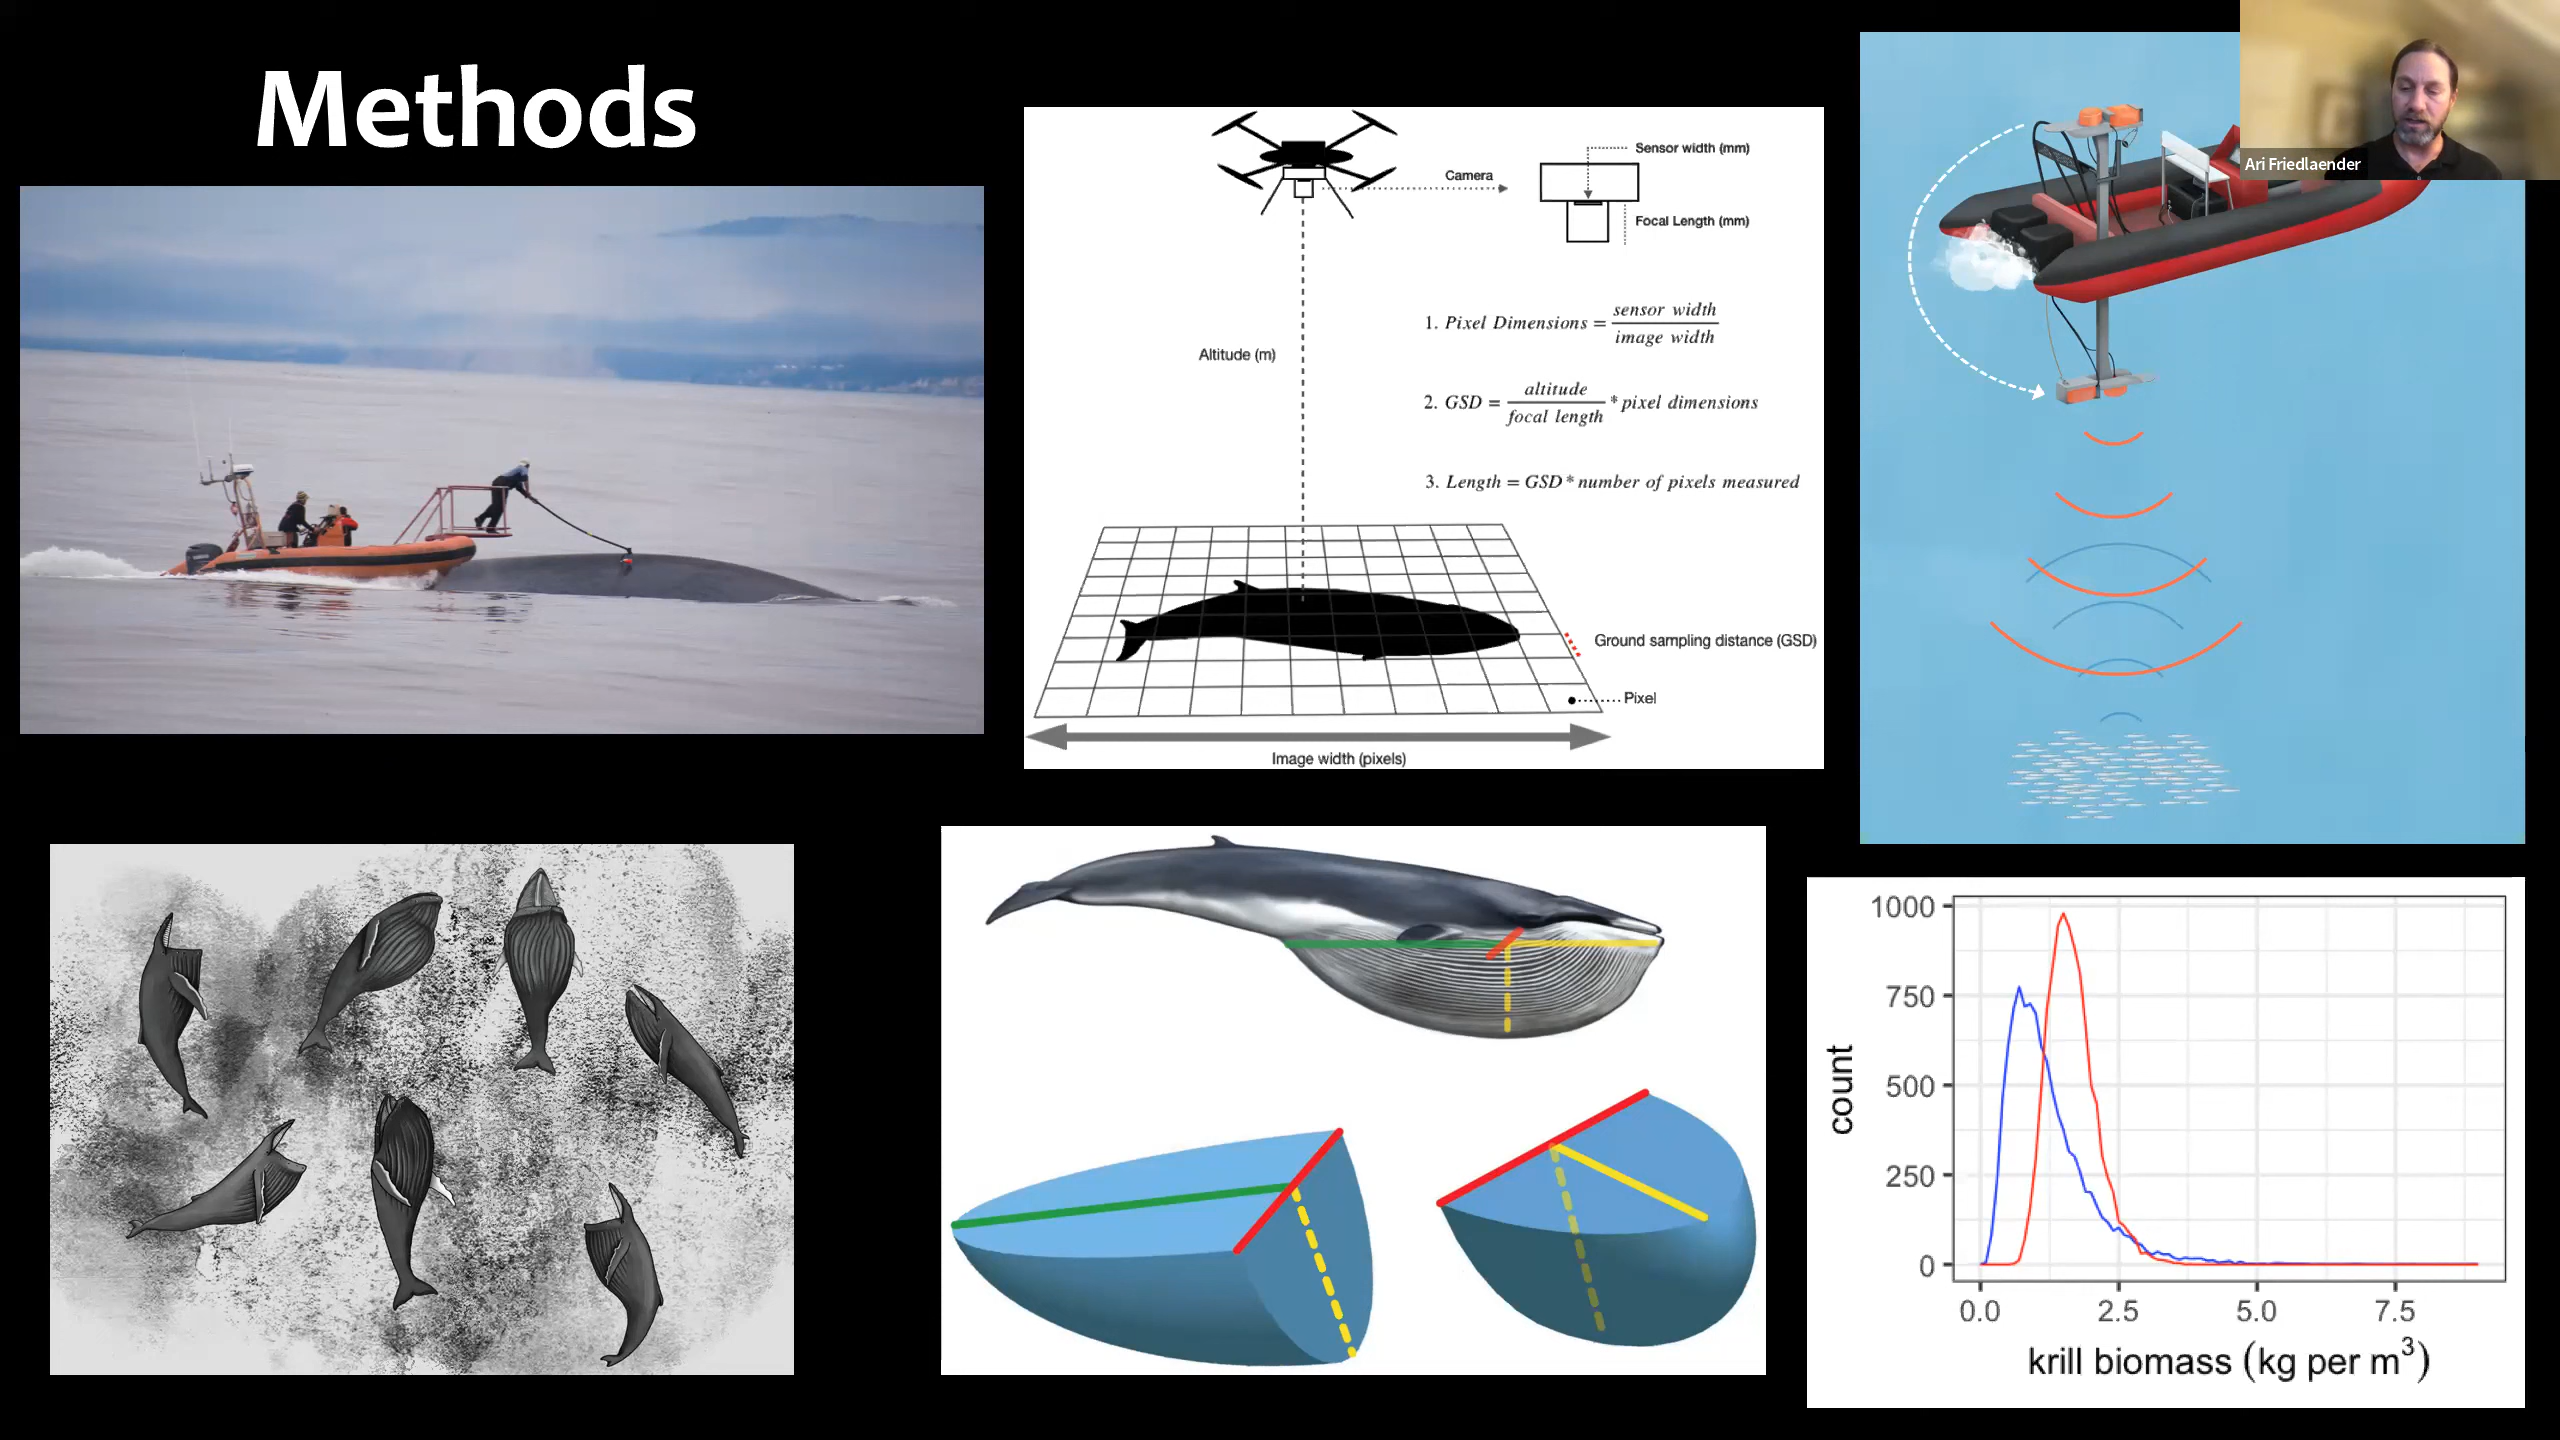 Methods
Ari Friedlaender
Sensor width (mm)
Camera
Focal Length (mm)
Altitude (m)
1. Pixel Dimensions = sensor width / image width
2. GSD = altitude / focal length * pixel dimensions
3. Length = GSD * number of pixels measured
Ground sampling distance (GSD)
Pixel
Image width (pixels)
1000
750
500
250
0
count
0.0 2.5 5.0 7.5
krill biomass (kg per m³)